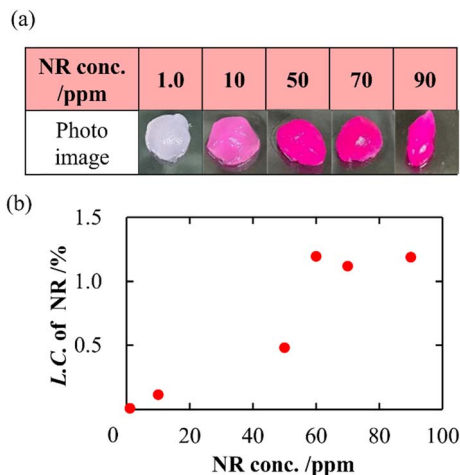 (a)
NR conc. /ppm 1.0 10 50 70 90
Photo image
(b)
L.C. of NR /%
1.5
1.0
0.5
0 20 40 60 80 100
NR conc. /ppm